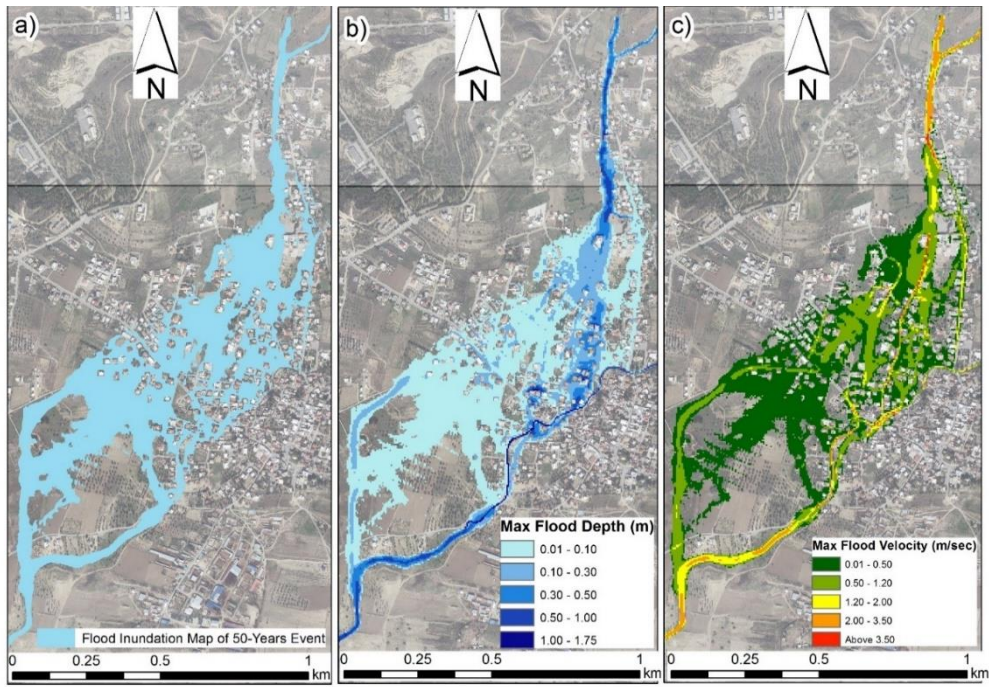 a)
N
Flood Inundation Map of 50-Years Event
0 0.25 0.5 1
km
b)
N
Max Flood Depth (m)
0.01 - 0.10
0.10 - 0.30
0.30 - 0.50
0.50 - 1.00
1.00 - 1.75
0 0.25 0.5 1
km
c)
N
Max Flood Velocity (m/sec)
0.01 - 0.50
0.50 - 1.20
1.20 - 2.00
2.00 - 3.50
Above 3.50
0 0.25 0.5 1
km